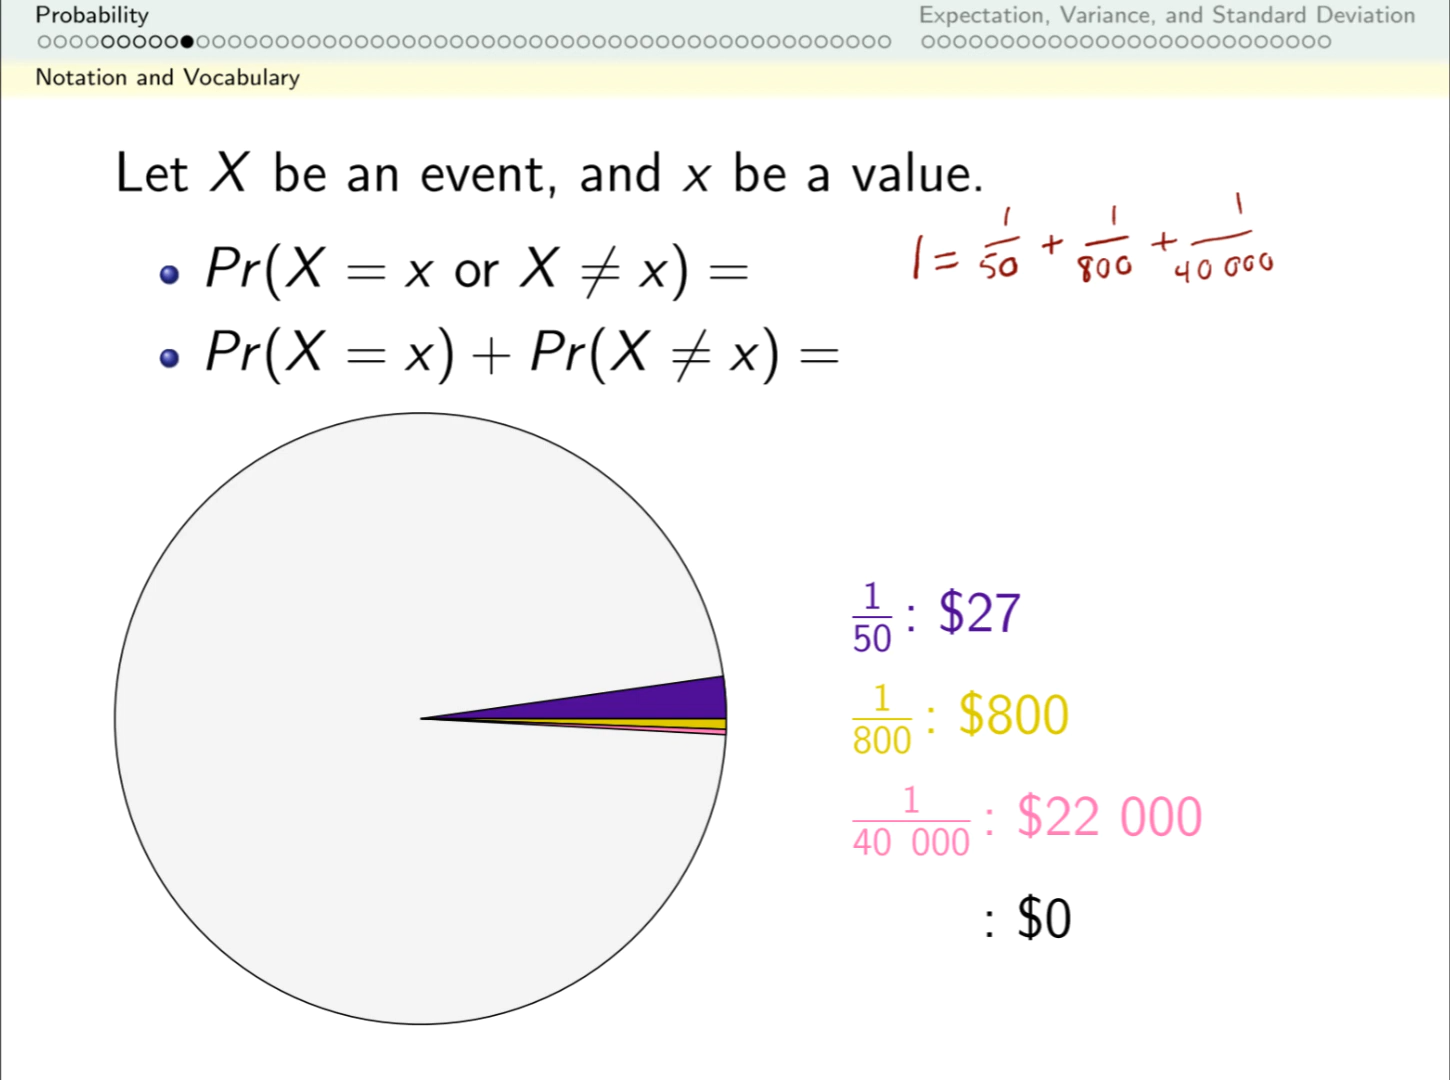 Probability
Expectation, Variance, and Standard Deviation
Notation and Vocabulary
Let X be an event, and x be a value.
Pr(X = x or X ≠ x) =
1 = 1/50 + 1/800 + 1/40 000
Pr(X = x) + Pr(X ≠ x) =
1/50 : $27
1/800 : $800
1/40 000 : $22 000
: $0